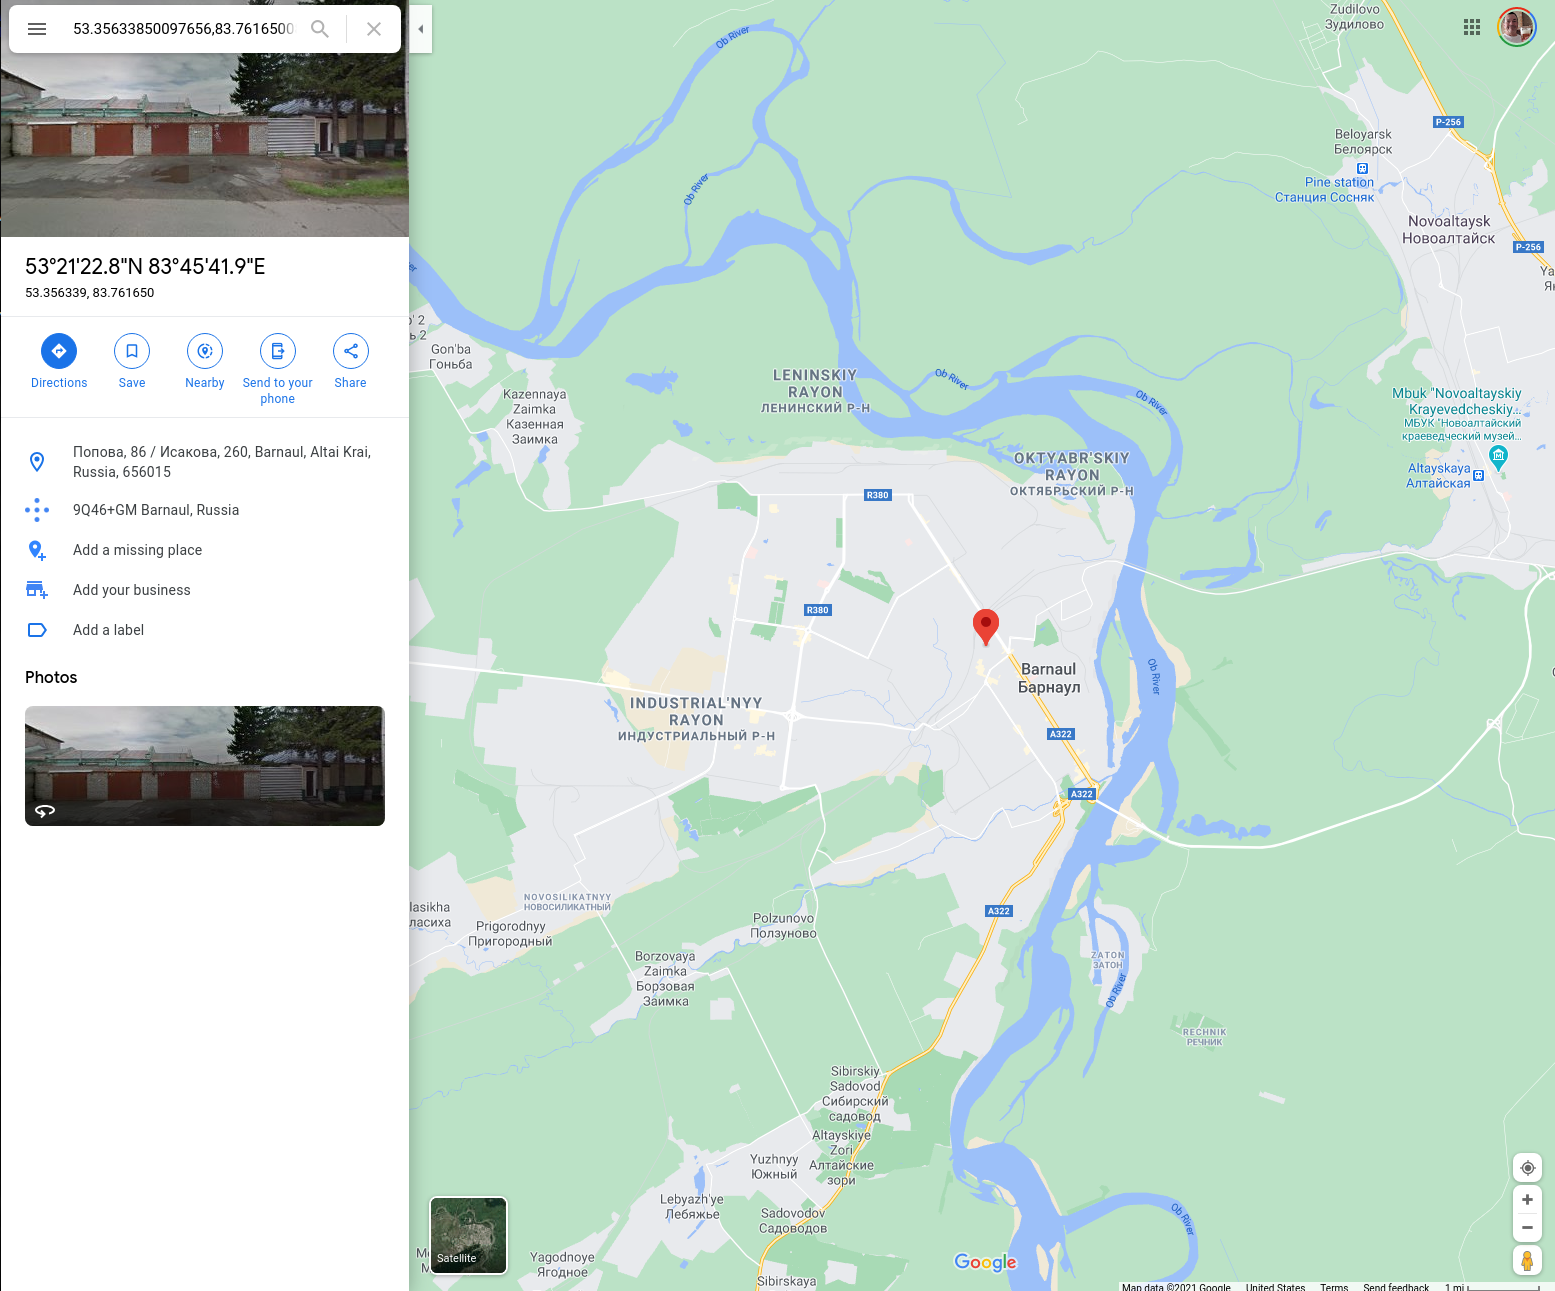 53.35633850097656,83.7616500
53°21'22.8"N 83°45'41.9"E
53.356339, 83.761650
Directions
Save
Nearby
Send to your
phone
Share
Попова, 86 / Исакова, 260, Barnaul, Altai Krai,
Russia, 656015
9Q46+GM Barnaul, Russia
Add a missing place
Add your business
Add a label
Photos
Zudilovo
Зудилово
Ob River
P-256
Beloyarsk
Белоярск
Pine station
Станция Сосняк
Ob River
Novoaltaysk
Новоалтайск
P-256
Gon'ba
Гоньба
LENINSKIY
RAYON
ЛЕНИНСКИЙ Р-Н
Ob River
Ob River
Kazennaya
Zaimka
Казенная
Заимка
Mbuk "Novoaltayskiy
Krayevedcheskiy...
МБУК "Новоалтайский
краеведческий музей...
OKTYABR'SKIY
RAYON
ОКТЯБРЬСКИЙ Р-Н
Altayskaya
Алтайская
R380
R380
Barnaul
Барнаул
Ob River
INDUSTRIAL'NYY
RAYON
ИНДУСТРИАЛЬНЫЙ Р-Н
A322
A322
NOVOSILIKATNYY
НОВОСИЛИКАТНЫЙ
lasikha
ласиха
Prigorodnyy
Пригородный
Polzunovo
Ползуново
A322
Borzovaya
Zaimka
Борзовая
Заимка
ZATON
ЗАТОН
Ob River
RECHNIK
РЕЧНИК
Sibirskiy
Sadovod
Сибирский
садовод
Altayskiye
Zori
Алтайские
зори
Yuzhnyy
Южный
Lebyazh'ye
Лебяжье
Sadovodov
Садоводов
Ob River
Yagodnoye
Ягодное
Sibirskaya
Satellite
Google
Map data ©2021 Google United States Terms Send feedback 1 mi